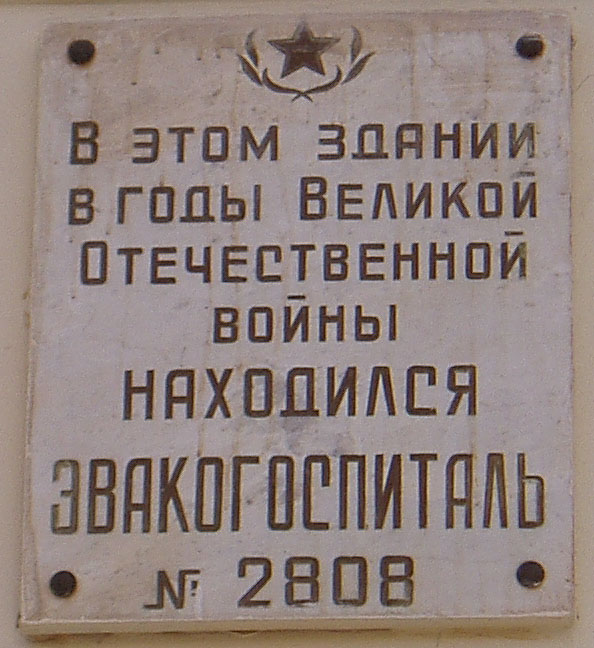 В этом здании
в годы Великой
Отечественной
войны
находился
эвакогоспиталь
№ 2808